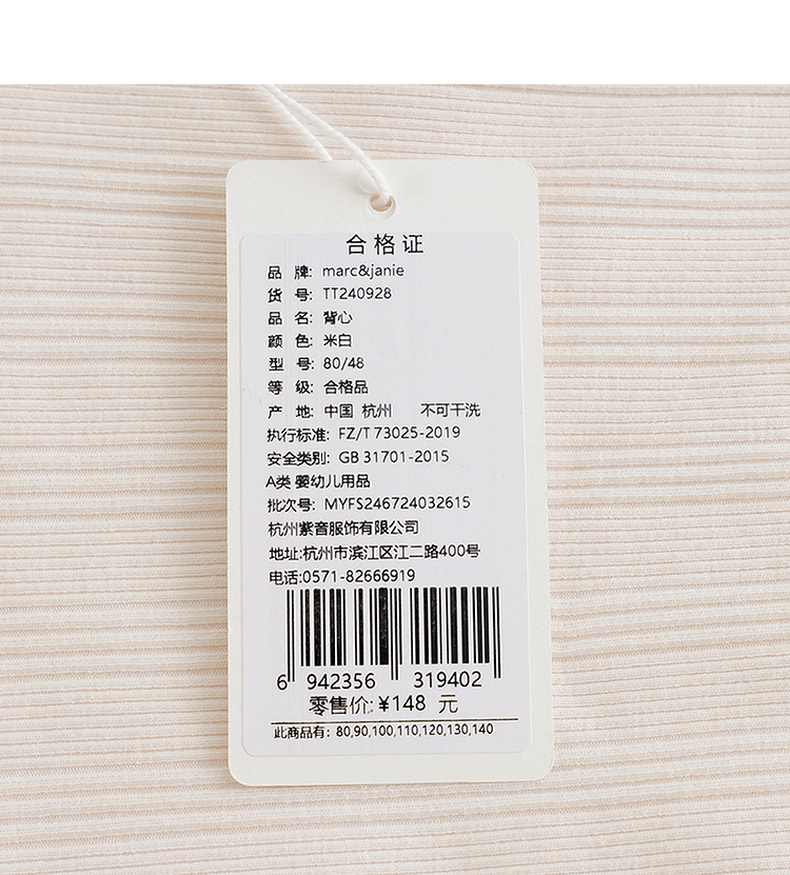 合格证
品 牌: marc&janie
货 号: TT240928
品 名: 背心
颜 色: 米白
型 号: 80/48
等 级: 合格品
产 地: 中国 杭州 不可干洗
执行标准: FZ/T 73025-2019
安全类别: GB 31701-2015
A类 婴幼儿用品
批次号: MYFS246724032615
杭州紫音服饰有限公司
地址:杭州市滨江区江二路400号
电话:0571-82666919
6 942356 319402
零售价:¥148 元
此商品有: 80,90,100,110,120,130,140